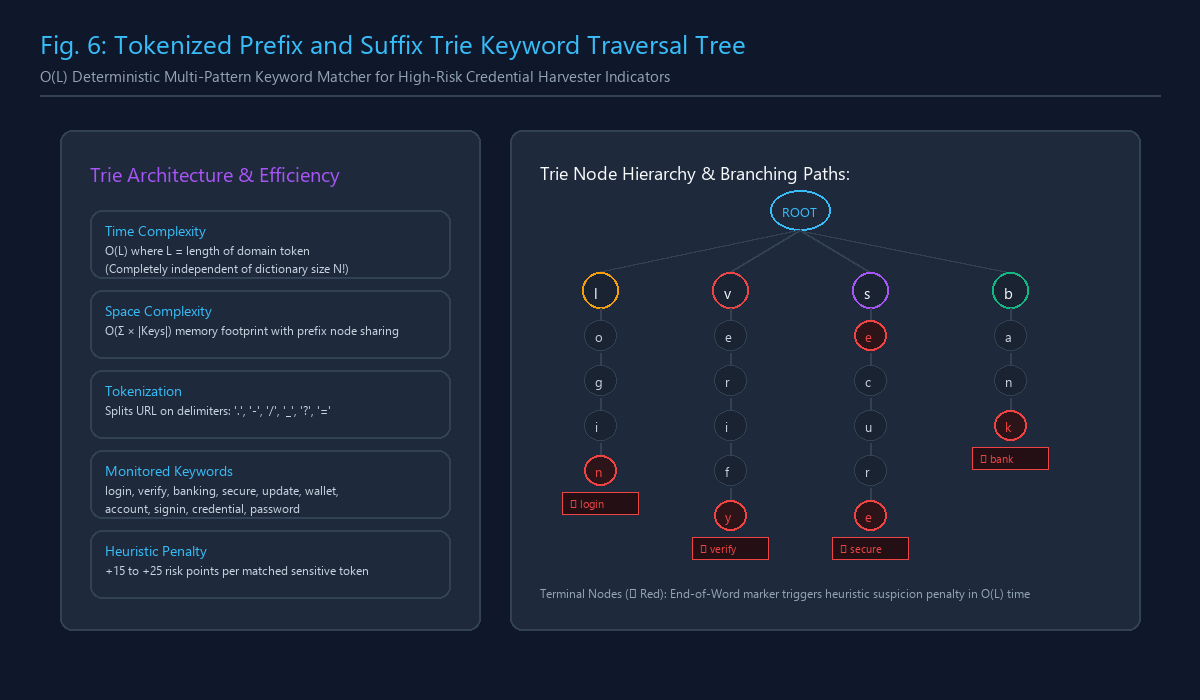 Fig. 6: Tokenized Prefix and Suffix Trie Keyword Traversal Tree
O(L) Deterministic Multi-Pattern Keyword Matcher for High-Risk Credential Harvester Indicators
Trie Architecture & Efficiency
Time Complexity
O(L) where L = length of domain token
(Completely independent of dictionary size N!)
Space Complexity
O(Σ × |Keys|) memory footprint with prefix node sharing
Tokenization
Splits URL on delimiters: '.', '-', '/', '_', '?', '='
Monitored Keywords
login, verify, banking, secure, update, wallet,
account, signin, credential, password
Heuristic Penalty
+15 to +25 risk points per matched sensitive token
Trie Node Hierarchy & Branching Paths:
ROOT
l v s b
o e e a
g r c n
i i u k
▯ bank
n f r
▯ login
y e
▯ verify ▯ secure
Terminal Nodes (▯ Red): End-of-Word marker triggers heuristic suspicion penalty in O(L) time